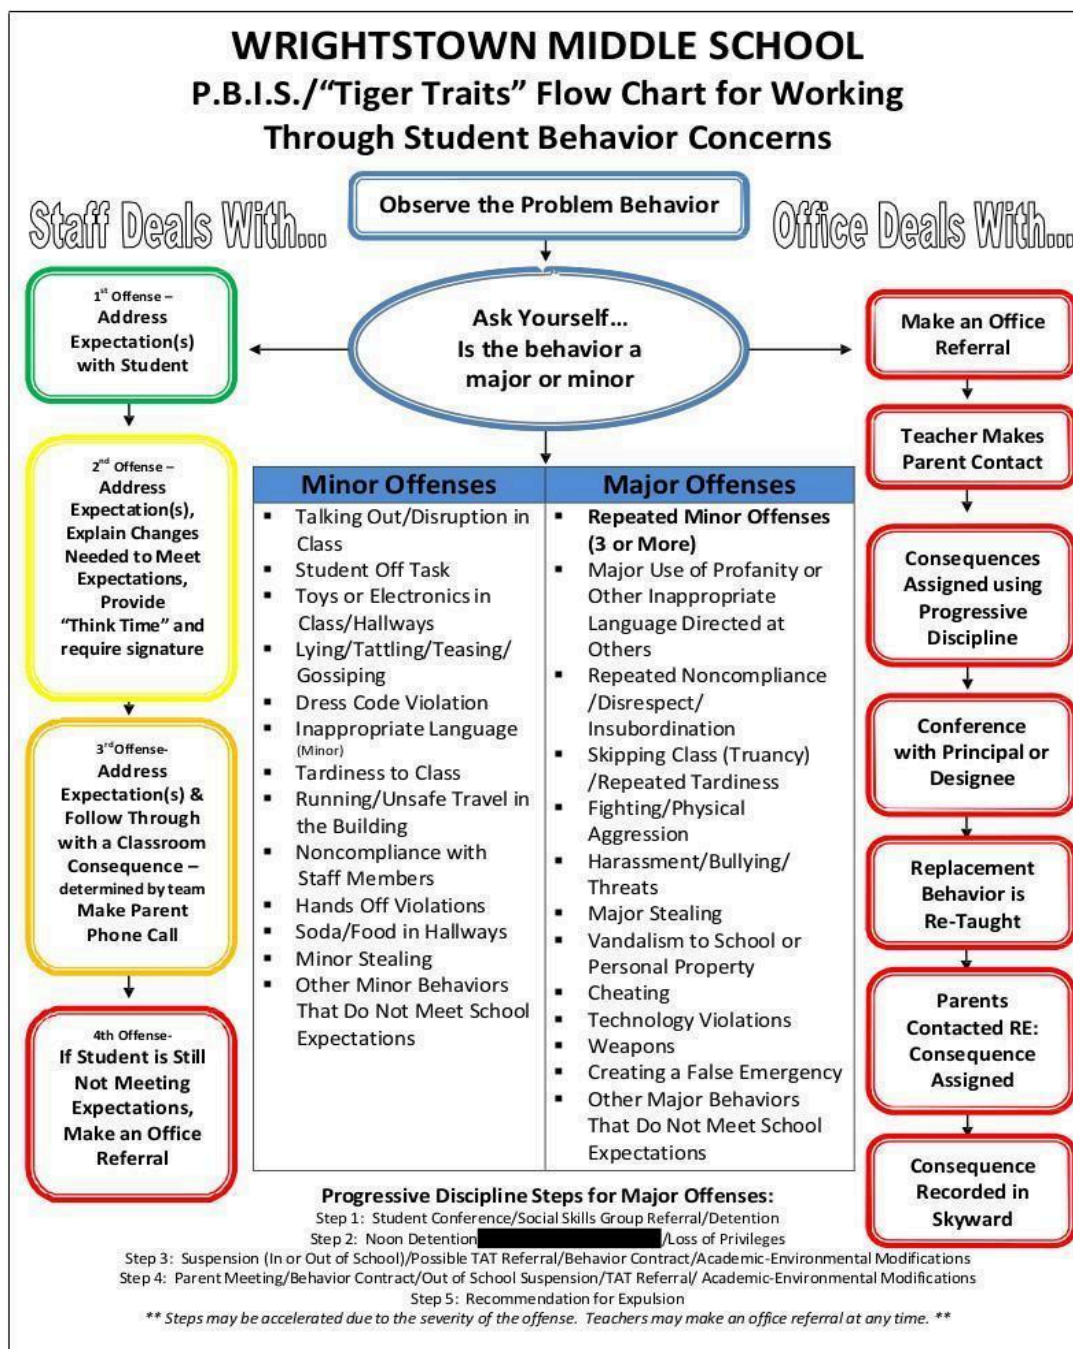 WRIGHTSTOWN MIDDLE SCHOOL
P.B.I.S./“Tiger Traits” Flow Chart for Working
Through Student Behavior Concerns
Observe the Problem Behavior
Staff Deals With...
Office Deals With...
Ask Yourself...
Is the behavior a
major or minor
1st Offense –
Address
Expectation(s)
with Student
2nd Offense –
Address
Expectation(s),
Explain Changes
Needed to Meet
Expectations,
Provide
“Think Time” and
require signature
3rd Offense-
Address
Expectation(s) &
Follow Through
with a Classroom
Consequence –
determined by team
Make Parent
Phone Call
4th Offense-
If Student is Still
Not Meeting
Expectations,
Make an Office
Referral
Minor Offenses
▪ Talking Out/Disruption in
Class
▪ Student Off Task
▪ Toys or Electronics in
Class/Hallways
▪ Lying/Tattling/Teasing/
Gossiping
▪ Dress Code Violation
▪ Inappropriate Language
(Minor)
▪ Tardiness to Class
▪ Running/Unsafe Travel in
the Building
▪ Noncompliance with
Staff Members
▪ Hands Off Violations
▪ Soda/Food in Hallways
▪ Minor Stealing
▪ Other Minor Behaviors
That Do Not Meet School
Expectations
Major Offenses
▪ Repeated Minor Offenses
(3 or More)
▪ Major Use of Profanity or
Other Inappropriate
Language Directed at
Others
▪ Repeated Noncompliance
/Disrespect/
Insubordination
▪ Skipping Class (Truancy)
/Repeated Tardiness
▪ Fighting/Physical
Aggression
▪ Harassment/Bullying/
Threats
▪ Major Stealing
▪ Vandalism to School or
Personal Property
▪ Cheating
▪ Technology Violations
▪ Weapons
▪ Creating a False Emergency
▪ Other Major Behaviors
That Do Not Meet School
Expectations
Make an Office
Referral
Teacher Makes
Parent Contact
Consequences
Assigned using
Progressive
Discipline
Conference
with Principal or
Designee
Replacement
Behavior is
Re-Taught
Parents
Contacted RE:
Consequence
Assigned
Consequence
Recorded in
Skyward
Progressive Discipline Steps for Major Offenses:
Step 1: Student Conference/Social Skills Group Referral/Detention
Step 2: Noon Detention /Loss of Privileges
Step 3: Suspension (In or Out of School)/Possible TAT Referral/Behavior Contract/Academic-Environmental Modifications
Step 4: Parent Meeting/Behavior Contract/Out of School Suspension/TAT Referral/ Academic-Environmental Modifications
Step 5: Recommendation for Expulsion
** Steps may be accelerated due to the severity of the offense. Teachers may make an office referral at any time. **